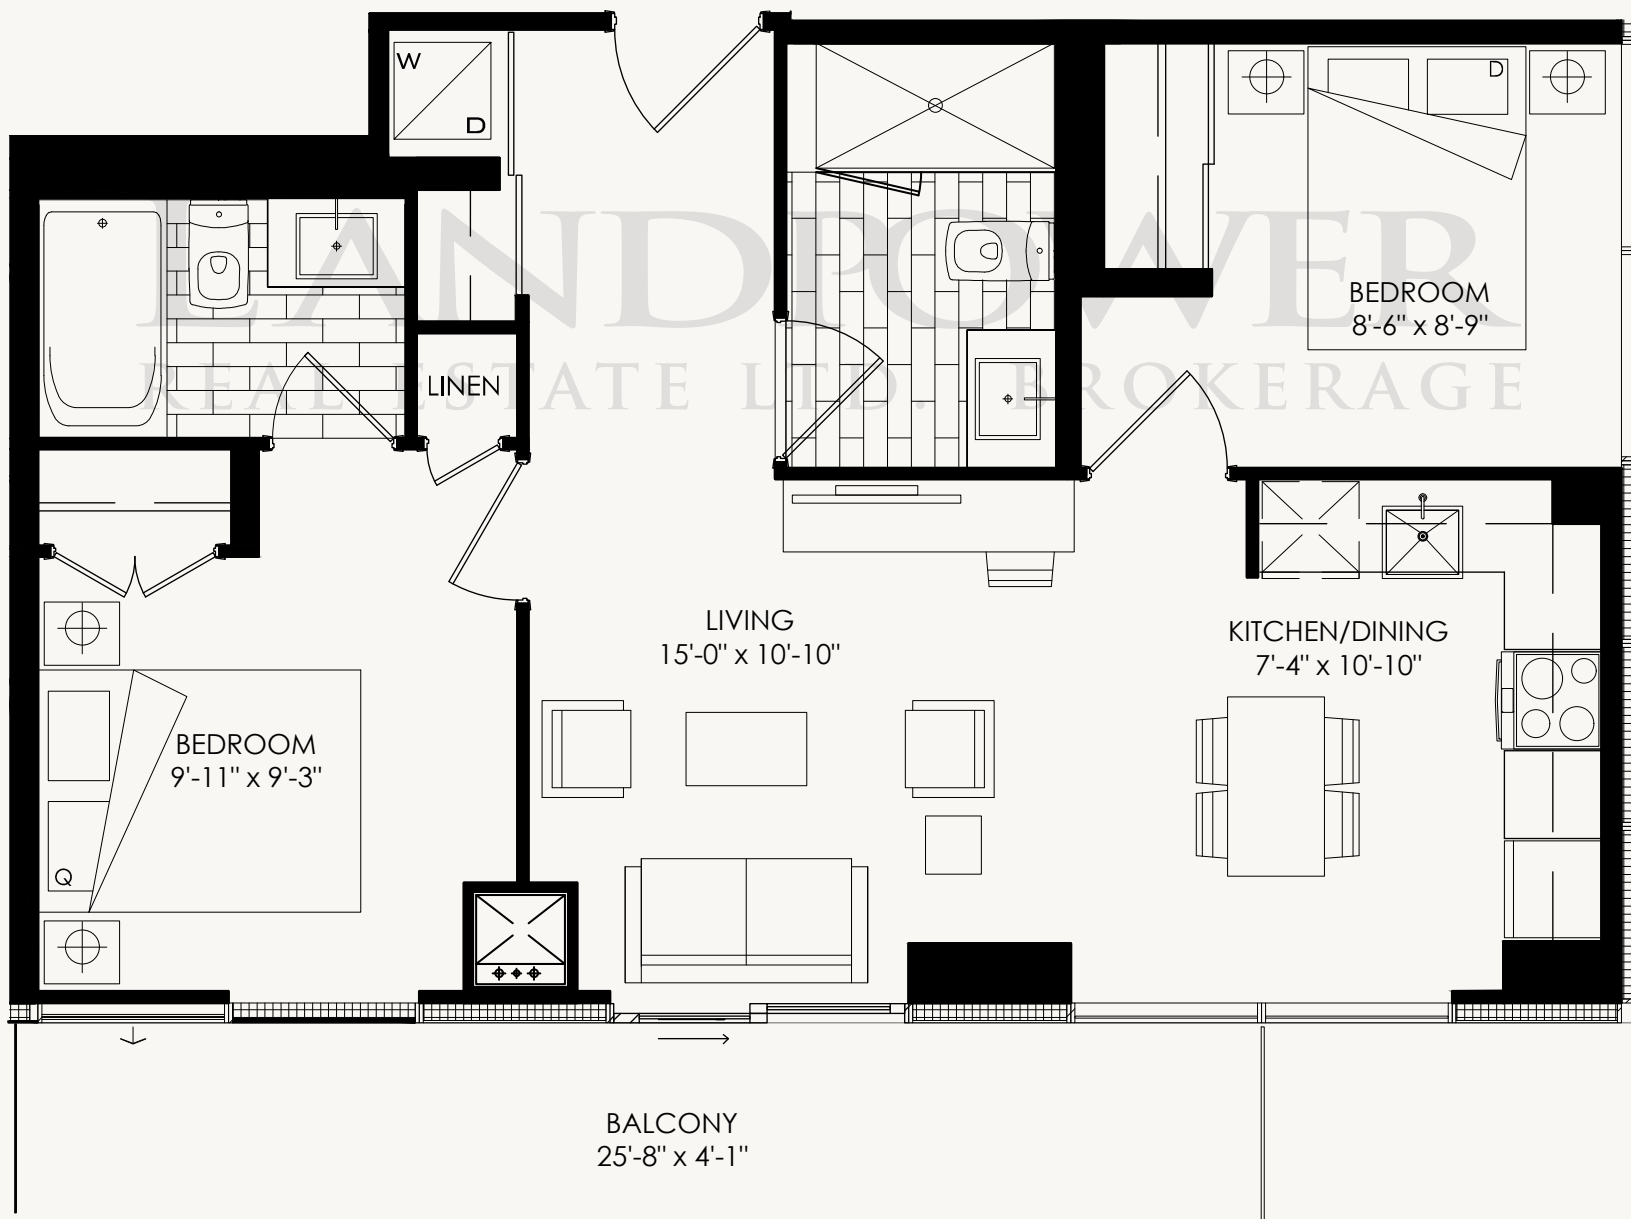 W
D
D
LANDPOWER
REAL ESTATE LTD. BROKERAGE
BEDROOM
8'-6" x 8'-9"
LINEN
LIVING
15'-0" x 10'-10"
KITCHEN/DINING
7'-4" x 10'-10"
BEDROOM
9'-11" x 9'-3"
Q
BALCONY
25'-8" x 4'-1"